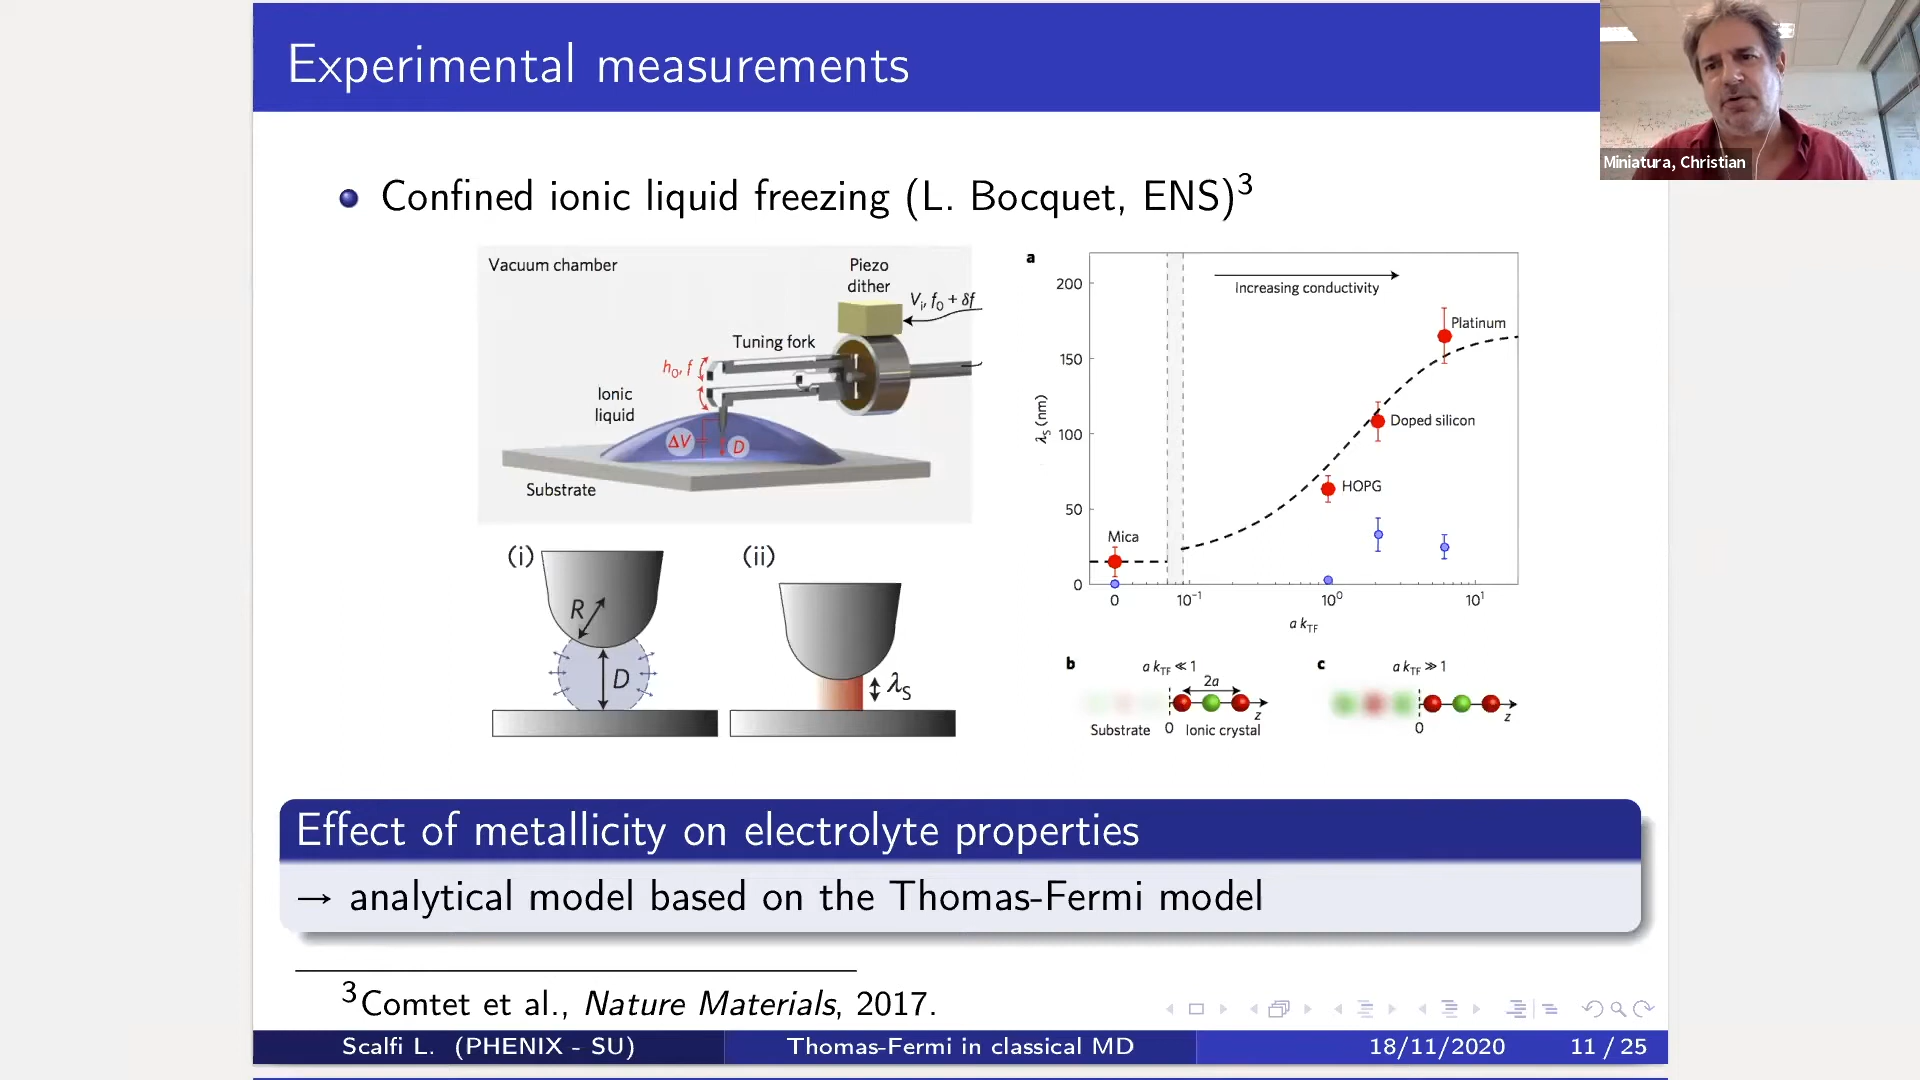 Experimental measurements
Miniatura, Christian
Confined ionic liquid freezing (L. Bocquet, ENS)³
Vacuum chamber
Piezo
dither
Vᵢ, f₀ + δf
Tuning fork
h₀, f
Ionic
liquid
ΔV
D
Substrate
(i)
R
D
(ii)
λS
a
Increasing conductivity
200
150
100
50
0
λS (nm)
Platinum
Doped silicon
HOPG
Mica
0
10⁻¹
10⁰
10¹
a kTF
b
a kTF ≪ 1
2a
z
Substrate
0
Ionic crystal
c
a kTF ≫ 1
z
0
Effect of metallicity on electrolyte properties
→ analytical model based on the Thomas-Fermi model
³Comtet et al., Nature Materials, 2017.
Scalfi L. (PHENIX - SU)
Thomas-Fermi in classical MD
18/11/2020
11 / 25